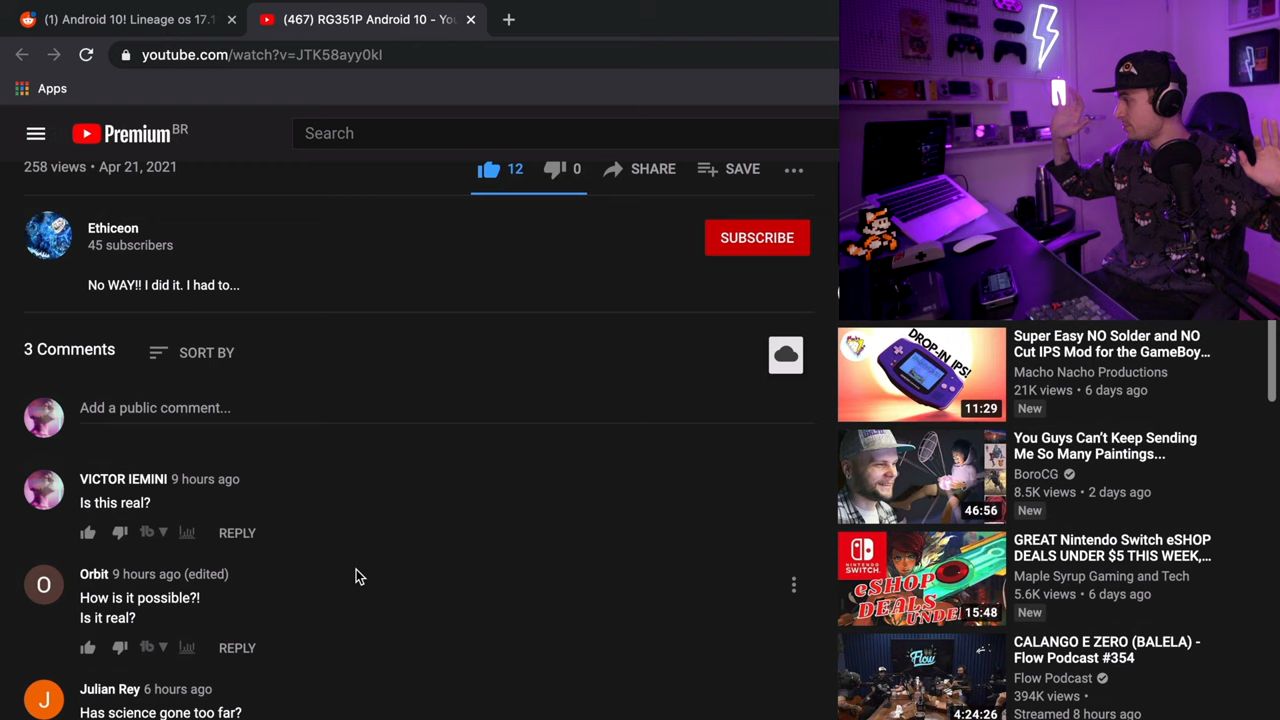 (1) Android 10! Lineage os 17.1
(467) RG351P Android 10 - You
youtube.com/watch?v=JTK58ayy0kI
Apps
Premium BR
Search
258 views • Apr 21, 2021
12
0
SHARE
SAVE
Ethiceon
45 subscribers
SUBSCRIBE
No WAY!! I did it. I had to...
3 Comments
SORT BY
Add a public comment...
VICTOR IEMINI 9 hours ago
Is this real?
REPLY
O
Orbit 9 hours ago (edited)
How is it possible?!
Is it real?
REPLY
J
Julian Rey 6 hours ago
Has science gone too far?
DROP-IN IPS!
11:29
Super Easy NO Solder and NO
Cut IPS Mod for the GameBoy...
Macho Nacho Productions
21K views • 6 days ago
New
46:56
You Guys Can't Keep Sending
Me So Many Paintings...
BoroCG
8.5K views • 2 days ago
New
NINTENDO
SWITCH
eSHOP
DEALS
UNDER
15:48
GREAT Nintendo Switch eSHOP
DEALS UNDER $5 THIS WEEK,...
Maple Syrup Gaming and Tech
5.6K views • 6 days ago
New
Flow
4:24:26
CALANGO E ZERO (BALELA) -
Flow Podcast #354
Flow Podcast
394K views •
Streamed 8 hours ago